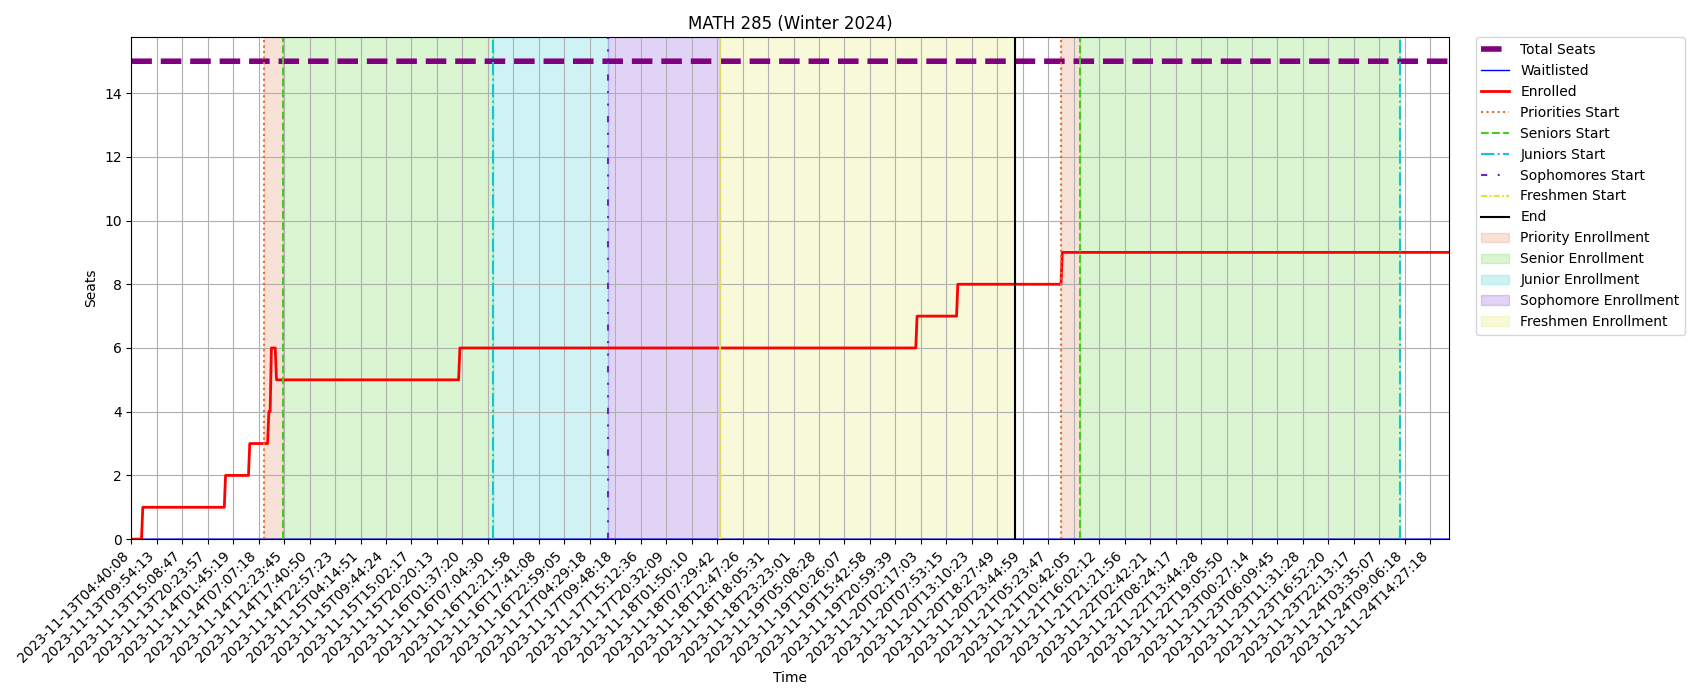 MATH 285 (Winter 2024)
Seats
14
12
10
8
6
4
2
0
2023-11-13T04:40:08
2023-11-13T09:54:13
2023-11-13T15:08:47
2023-11-13T20:23:57
2023-11-14T01:45:19
2023-11-14T07:07:18
2023-11-14T12:23:45
2023-11-14T17:40:50
2023-11-14T22:57:23
2023-11-15T04:14:51
2023-11-15T09:44:24
2023-11-15T15:02:17
2023-11-15T20:20:13
2023-11-16T01:37:20
2023-11-16T07:04:30
2023-11-16T12:21:58
2023-11-16T17:41:08
2023-11-16T22:59:05
2023-11-17T04:29:18
2023-11-17T09:48:18
2023-11-17T15:12:36
2023-11-17T20:32:09
2023-11-18T01:50:10
2023-11-18T07:29:42
2023-11-18T12:47:26
2023-11-18T18:05:31
2023-11-18T23:23:01
2023-11-19T05:08:28
2023-11-19T10:26:07
2023-11-19T15:42:58
2023-11-19T20:59:39
2023-11-20T02:17:03
2023-11-20T07:53:15
2023-11-20T13:10:23
2023-11-20T18:27:49
2023-11-20T23:44:59
2023-11-21T05:23:47
2023-11-21T10:42:05
2023-11-21T16:02:12
2023-11-21T21:21:56
2023-11-22T02:42:21
2023-11-22T08:24:17
2023-11-22T13:44:28
2023-11-22T19:05:50
2023-11-23T00:27:14
2023-11-23T06:09:45
2023-11-23T11:31:28
2023-11-23T16:52:20
2023-11-23T22:13:17
2023-11-24T03:35:07
2023-11-24T09:06:18
2023-11-24T14:27:18
Time
Total Seats
Waitlisted
Enrolled
Priorities Start
Seniors Start
Juniors Start
Sophomores Start
Freshmen Start
End
Priority Enrollment
Senior Enrollment
Junior Enrollment
Sophomore Enrollment
Freshmen Enrollment